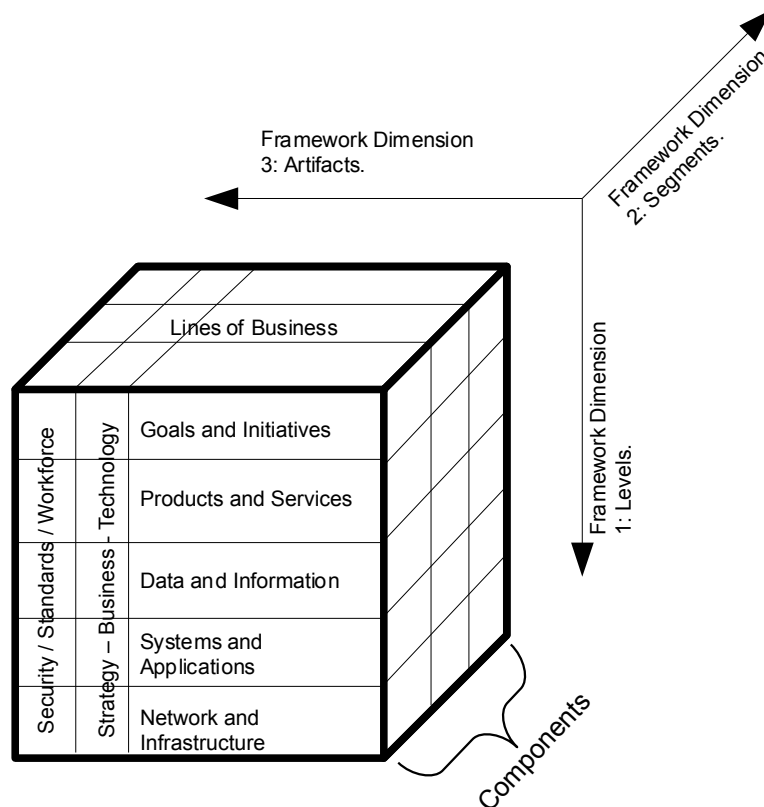 Framework Dimension
3: Artifacts.
Framework Dimension
2: Segments.
Lines of Business
Framework Dimension
1: Levels.
Security / Standards / Workforce
Strategy – Business - Technology
Goals and Initiatives
Products and Services
Data and Information
Systems and
Applications
Network and
Infrastructure
Components